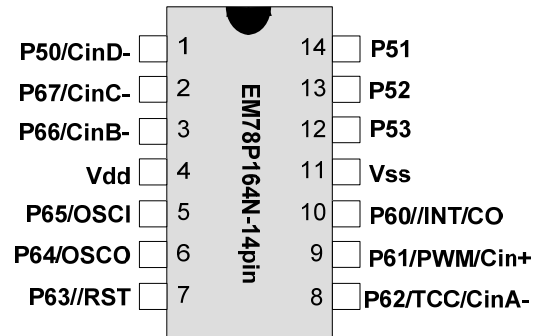 P50/CinD- 1 14 P51
P67/CinC- 2 13 P52
P66/CinB- 3 12 P53
Vdd 4 11 Vss
P65/OSCI 5 10 P60//INT/CO
P64/OSCO 6 9 P61/PWM/Cin+
P63//RST 7 8 P62/TCC/CinA-
EM78P164N-14pin